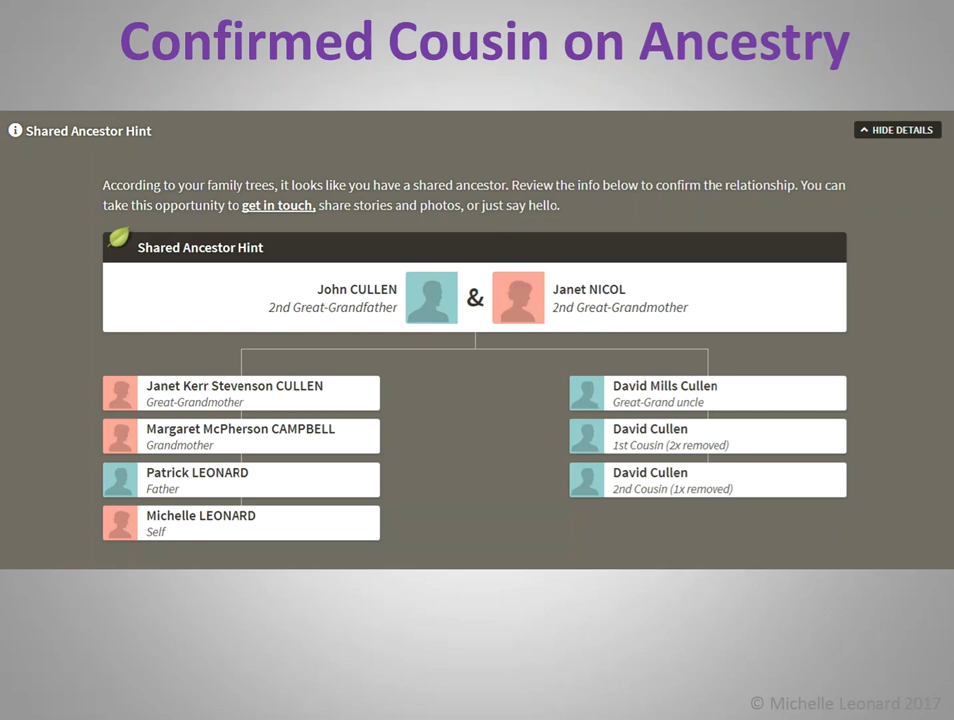 Confirmed Cousin on Ancestry
i Shared Ancestor Hint
HIDE DETAILS
According to your family trees, it looks like you have a shared ancestor. Review the info below to confirm the relationship. You can
take this opportunity to get in touch, share stories and photos, or just say hello.
Shared Ancestor Hint
John CULLEN
2nd Great-Grandfather
&
Janet NICOL
2nd Great-Grandmother
Janet Kerr Stevenson CULLEN
Great-Grandmother
Margaret McPherson CAMPBELL
Grandmother
Patrick LEONARD
Father
Michelle LEONARD
Self
David Mills Cullen
Great-Grand uncle
David Cullen
1st Cousin (2x removed)
David Cullen
2nd Cousin (1x removed)
© Michelle Leonard 2017